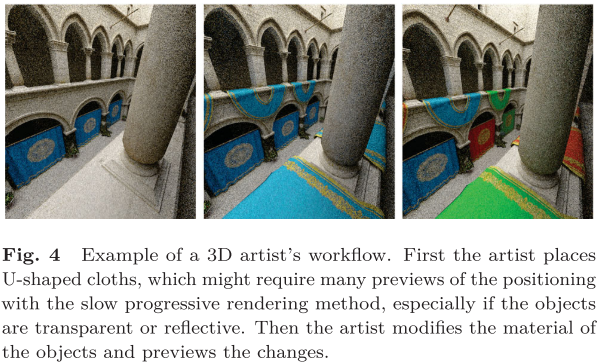 Fig. 4 Example of a 3D artist's workflow. First the artist places
U-shaped cloths, which might require many previews of the positioning
with the slow progressive rendering method, especially if the objects
are transparent or reflective. Then the artist modifies the material of
the objects and previews the changes.